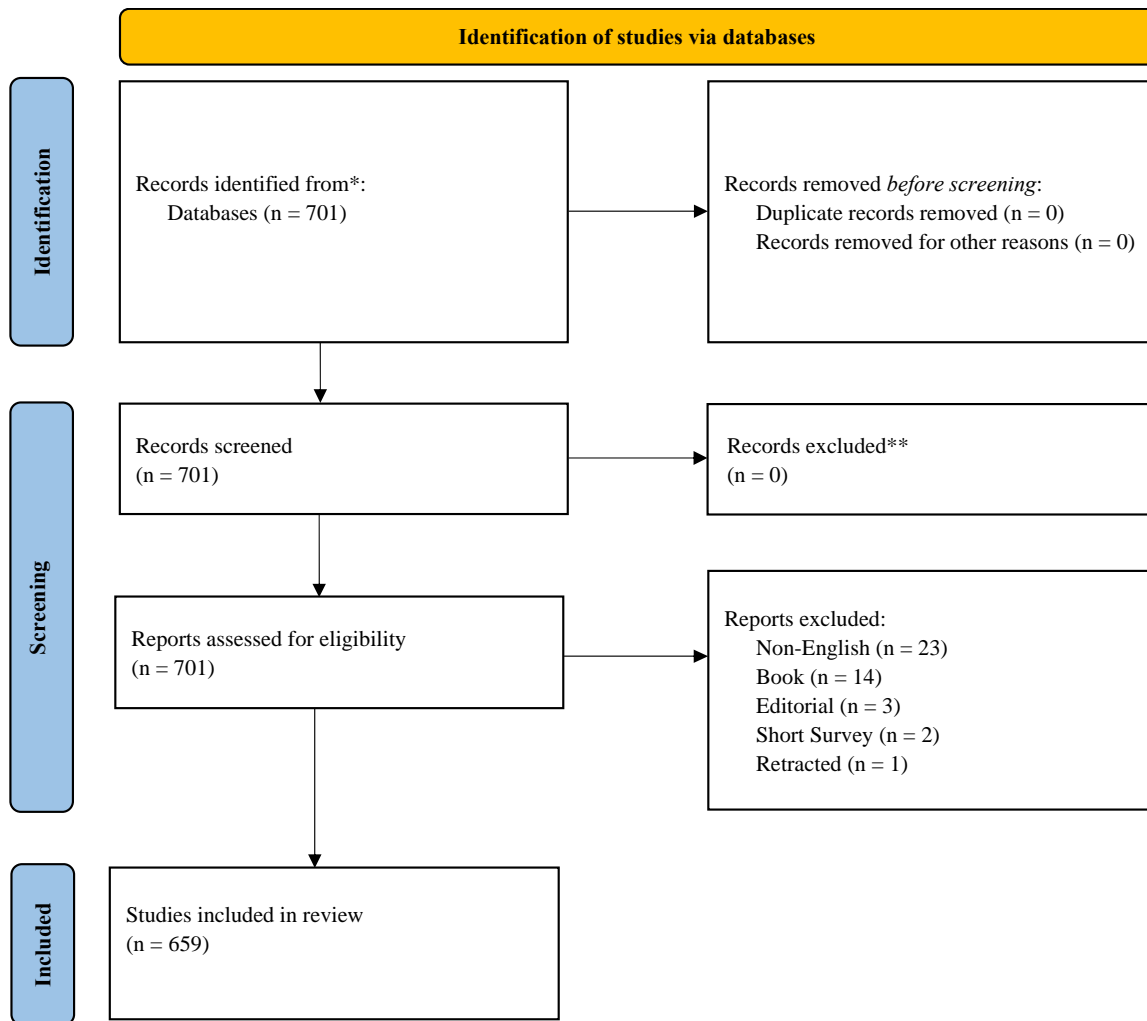 Identification of studies via databases
Identification
Records identified from*:
Databases (n = 701)
Records removed before screening:
Duplicate records removed (n = 0)
Records removed for other reasons (n = 0)
Screening
Records screened
(n = 701)
Records excluded**
(n = 0)
Reports assessed for eligibility
(n = 701)
Reports excluded:
Non-English (n = 23)
Book (n = 14)
Editorial (n = 3)
Short Survey (n = 2)
Retracted (n = 1)
Included
Studies included in review
(n = 659)